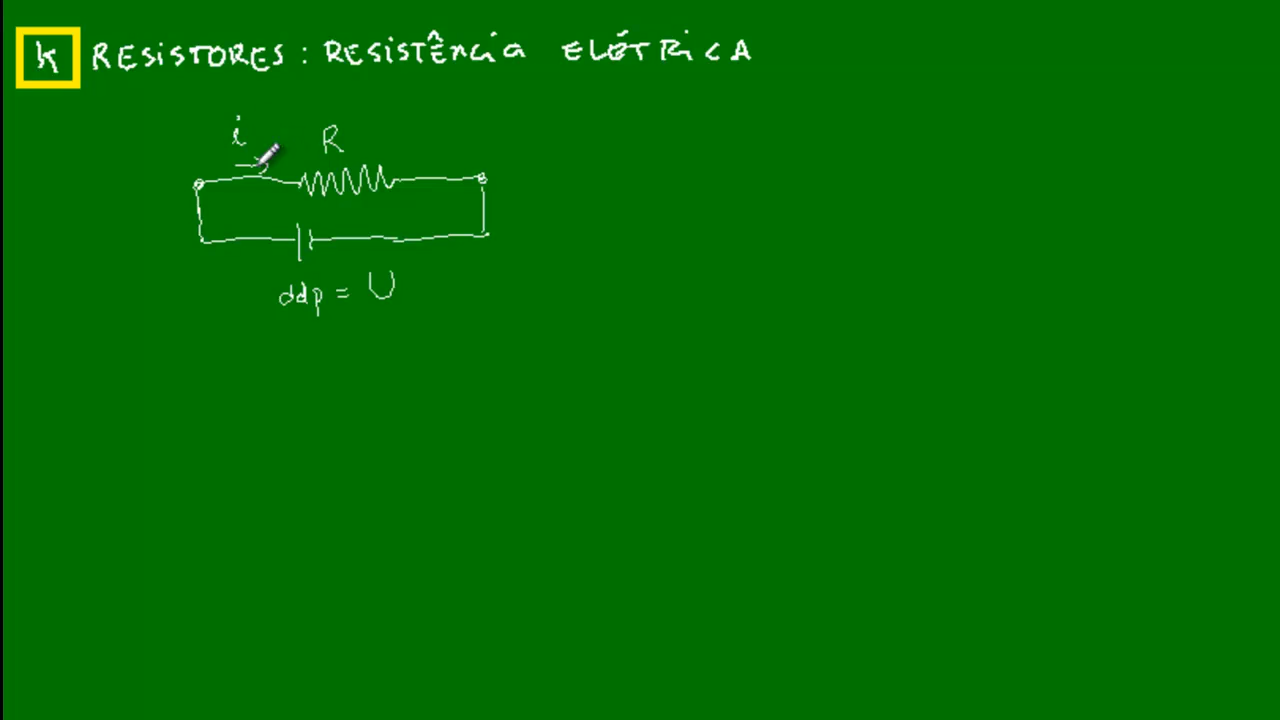 K RESISTORES: RESISTÊNCIA ELÉTRICA
i R
ddp = U